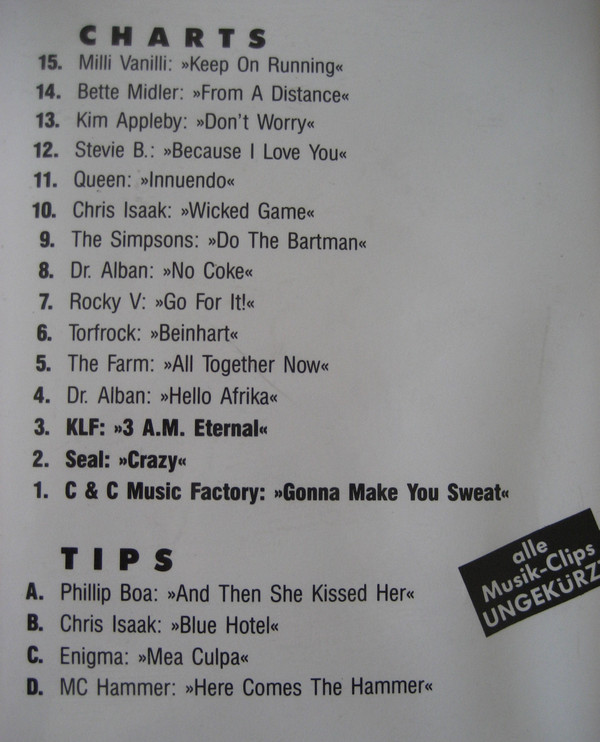 CHARTS
15. Milli Vanilli: »Keep On Running«
14. Bette Midler: »From A Distance«
13. Kim Appleby: »Don't Worry«
12. Stevie B.: »Because I Love You«
11. Queen: »Innuendo«
10. Chris Isaak: »Wicked Game«
9. The Simpsons: »Do The Bartman«
8. Dr. Alban: »No Coke«
7. Rocky V: »Go For It!«
6. Torfrock: »Beinhart«
5. The Farm: »All Together Now«
4. Dr. Alban: »Hello Afrika«
3. KLF: »3 A.M. Eternal«
2. Seal: »Crazy«
1. C & C Music Factory: »Gonna Make You Sweat«
TIPS
A. Phillip Boa: »And Then She Kissed Her«
B. Chris Isaak: »Blue Hotel«
C. Enigma: »Mea Culpa«
D. MC Hammer: »Here Comes The Hammer«
alle
Musik-Clips
UNGEKÜRZT